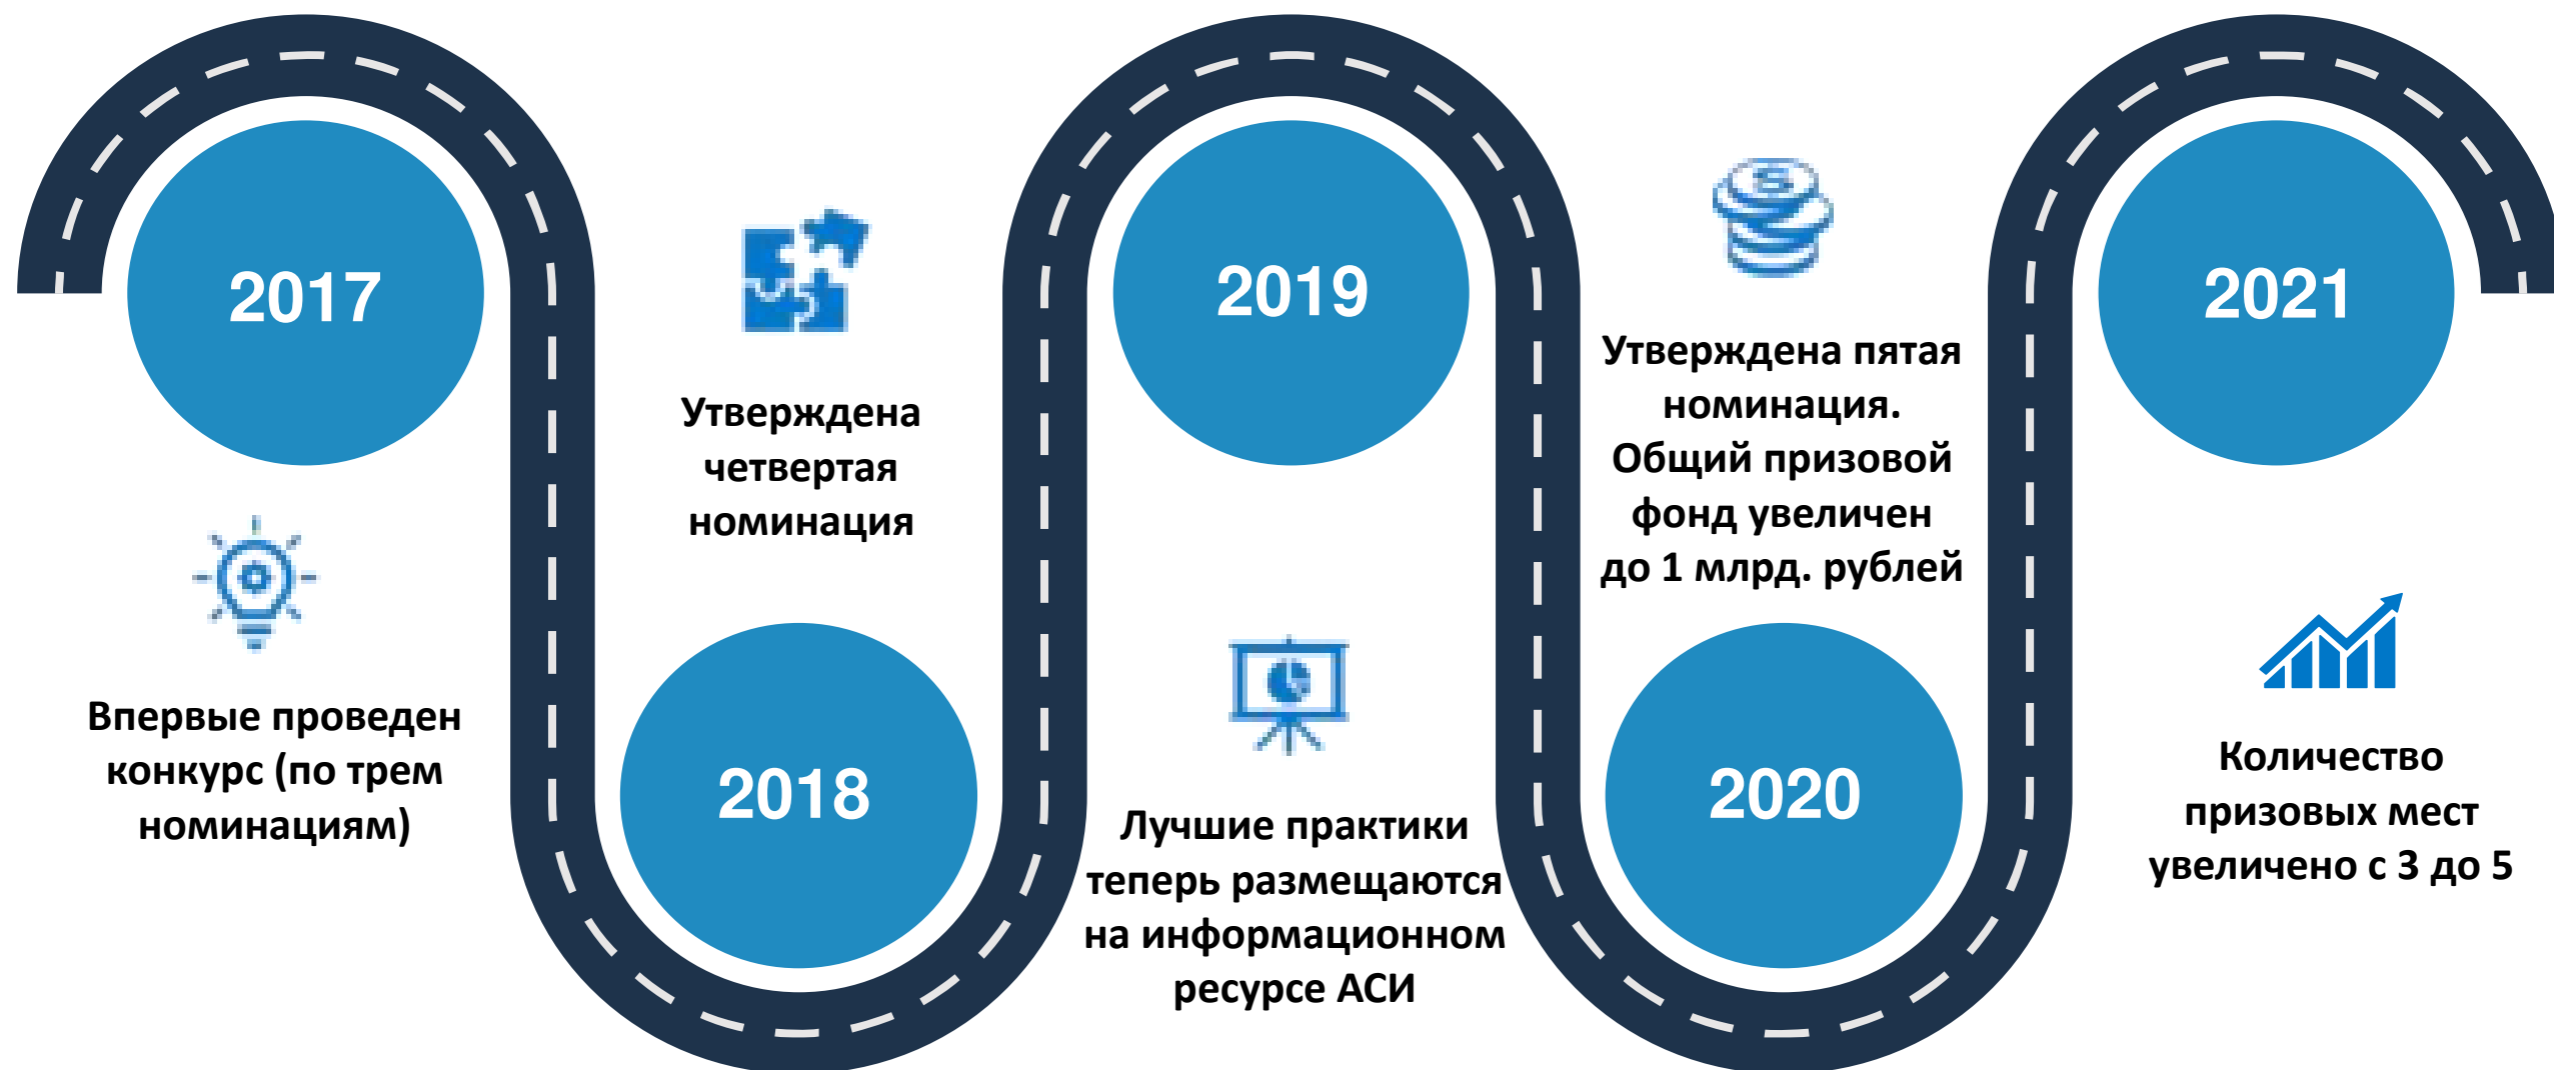 2017
Впервые проведен
конкурс (по трем
номинациям)
Утверждена
четвертая
номинация
2018
2019
Лучшие практики
теперь размещаются
на информационном
ресурсе АСИ
Утверждена пятая
номинация.
Общий призовой
фонд увеличен
до 1 млрд. рублей
2020
2021
Количество
призовых мест
увеличено с 3 до 5